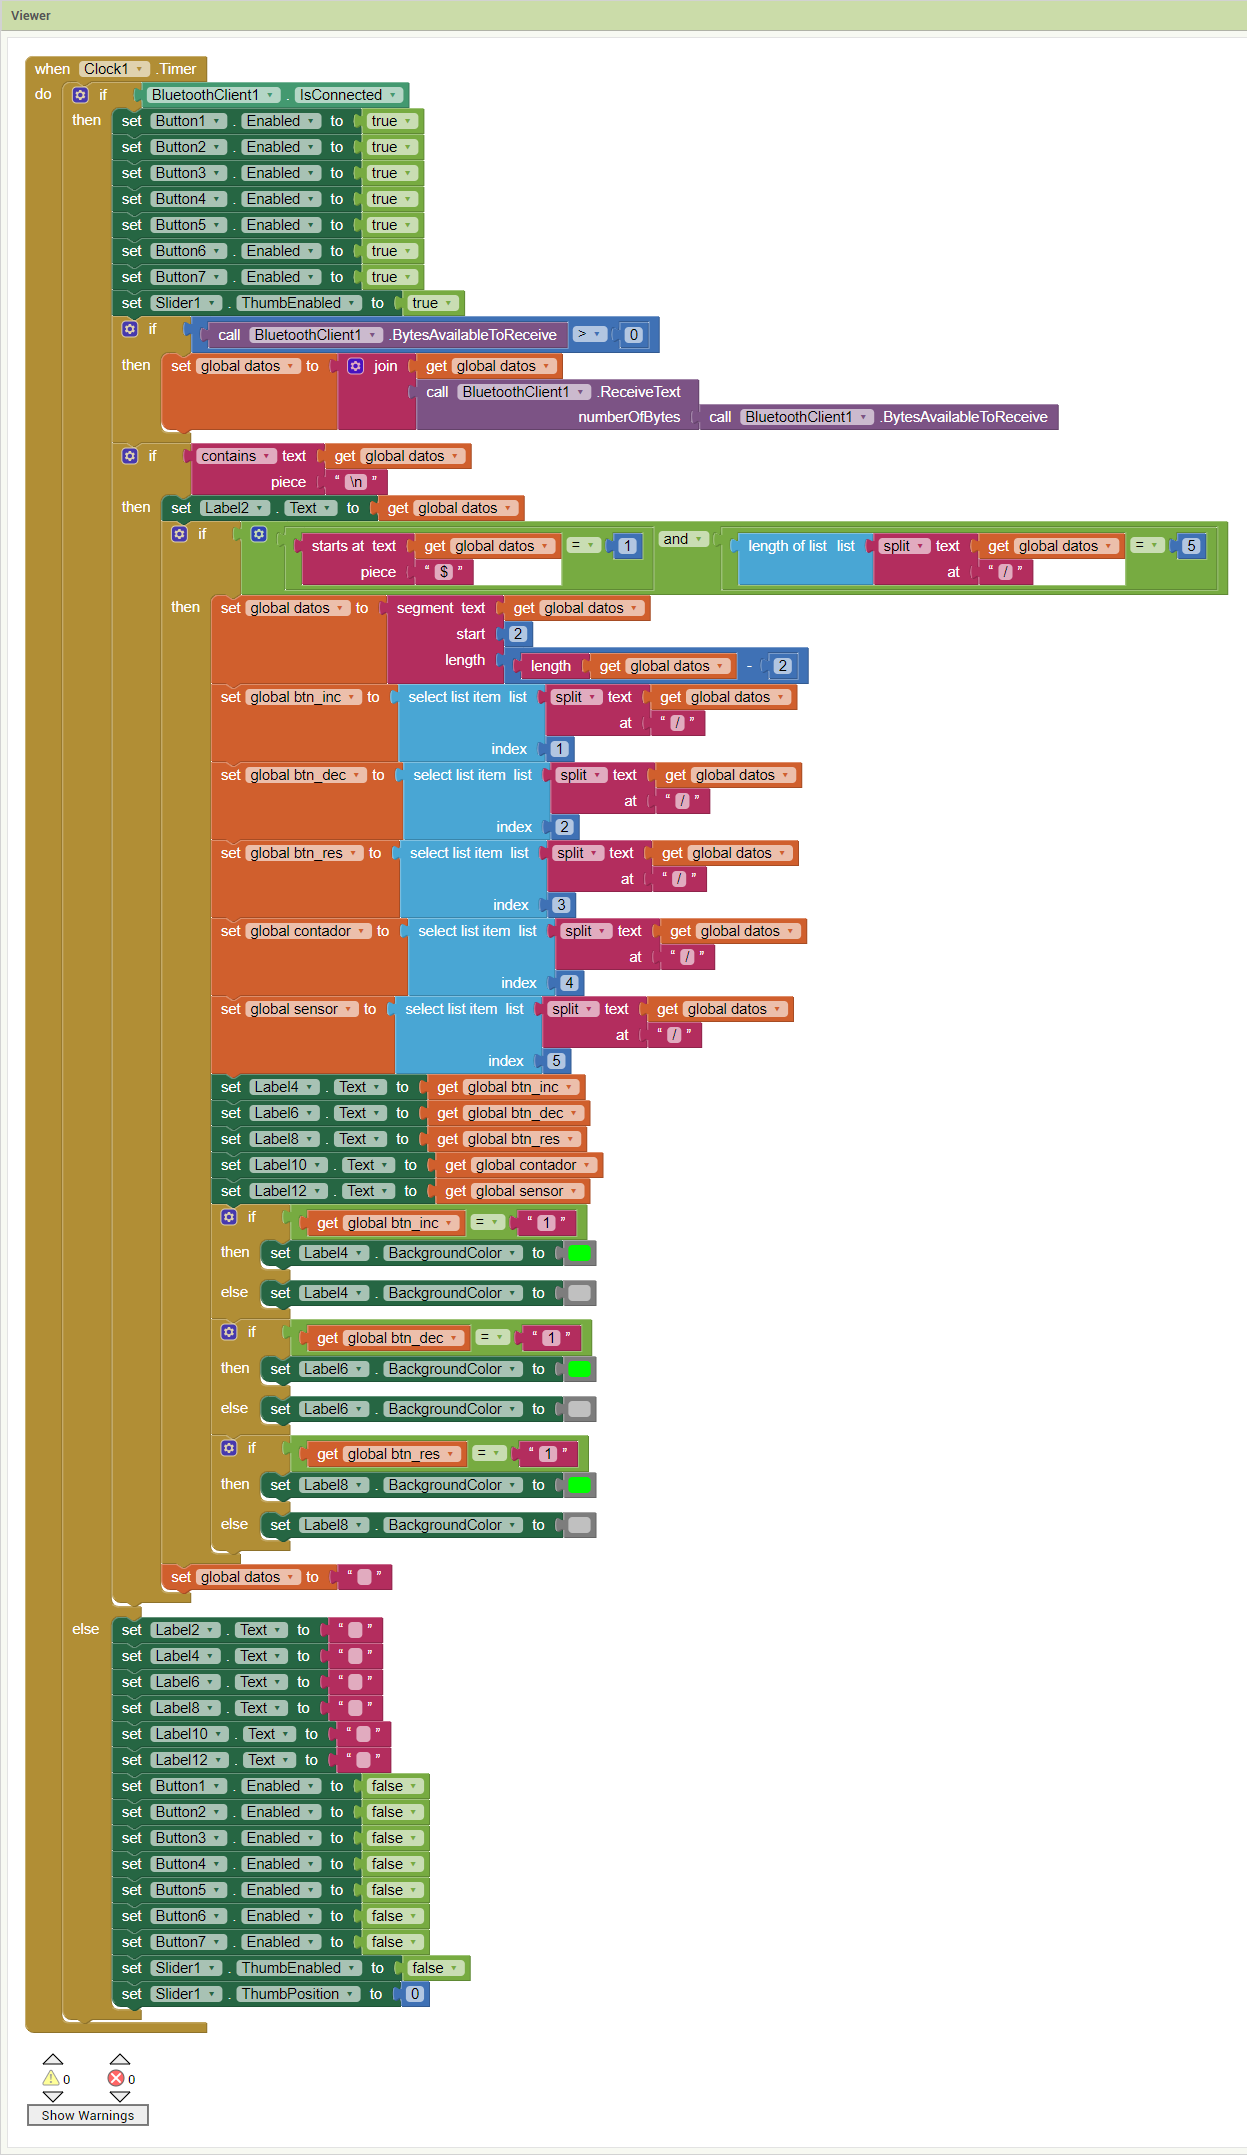 Viewer
when Clock1 .Timer
do if BluetoothClient1 . IsConnected
then set Button1 . Enabled to true
set Button2 . Enabled to true
set Button3 . Enabled to true
set Button4 . Enabled to true
set Button5 . Enabled to true
set Button6 . Enabled to true
set Button7 . Enabled to true
set Slider1 . ThumbEnabled to true
if call BluetoothClient1 .BytesAvailableToReceive > 0
then set global datos to join get global datos
call BluetoothClient1 .ReceiveText
numberOfBytes call BluetoothClient1 .BytesAvailableToReceive
if contains text get global datos
piece “ \n ”
then set Label2 . Text to get global datos
if starts at text get global datos = 1 and length of list list split text get global datos = 5
piece “ $ ” at “ / ”
then set global datos to segment text get global datos
start 2
length length get global datos - 2
set global btn_inc to select list item list split text get global datos
at “ / ”
index 1
set global btn_dec to select list item list split text get global datos
at “ / ”
index 2
set global btn_res to select list item list split text get global datos
at “ / ”
index 3
set global contador to select list item list split text get global datos
at “ / ”
index 4
set global sensor to select list item list split text get global datos
at “ / ”
index 5
set Label4 . Text to get global btn_inc
set Label6 . Text to get global btn_dec
set Label8 . Text to get global btn_res
set Label10 . Text to get global contador
set Label12 . Text to get global sensor
if get global btn_inc = “ 1 ”
then set Label4 . BackgroundColor to
else set Label4 . BackgroundColor to
if get global btn_dec = “ 1 ”
then set Label6 . BackgroundColor to
else set Label6 . BackgroundColor to
if get global btn_res = “ 1 ”
then set Label8 . BackgroundColor to
else set Label8 . BackgroundColor to
set global datos to “ ”
else set Label2 . Text to “ ”
set Label4 . Text to “ ”
set Label6 . Text to “ ”
set Label8 . Text to “ ”
set Label10 . Text to “ ”
set Label12 . Text to “ ”
set Button1 . Enabled to false
set Button2 . Enabled to false
set Button3 . Enabled to false
set Button4 . Enabled to false
set Button5 . Enabled to false
set Button6 . Enabled to false
set Button7 . Enabled to false
set Slider1 . ThumbEnabled to false
set Slider1 . ThumbPosition to 0
0 0
Show Warnings